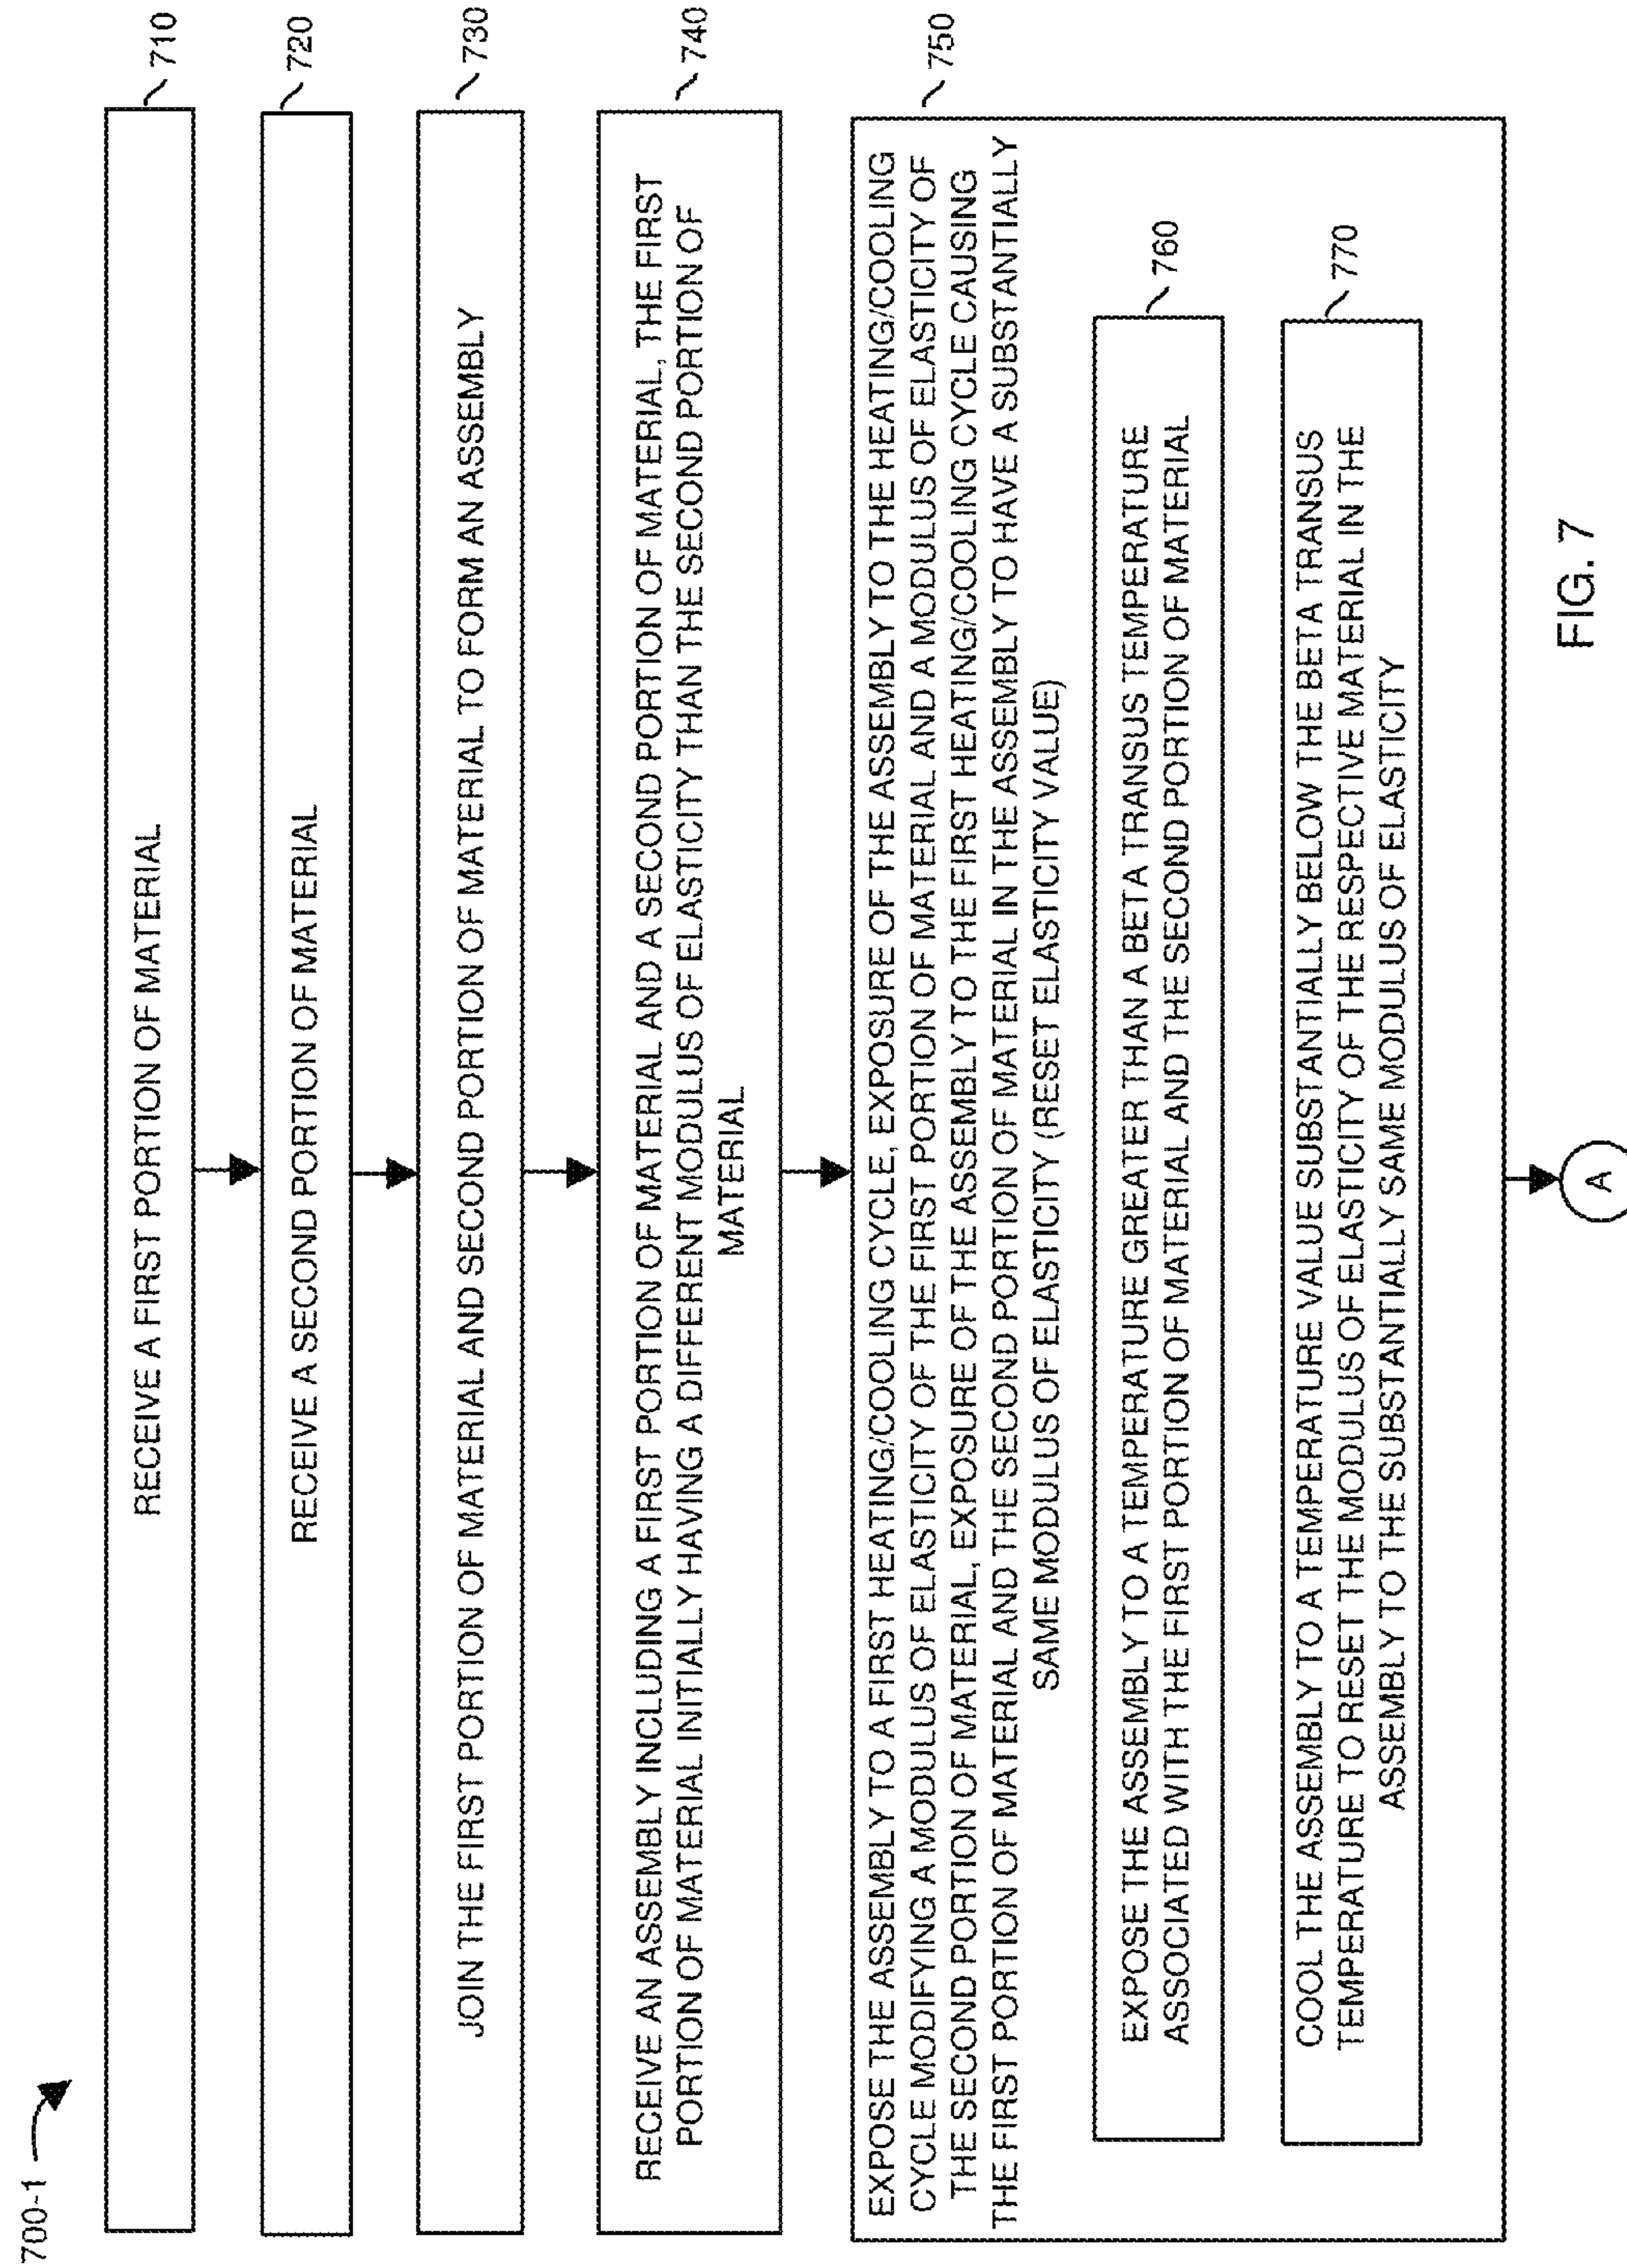 700-1
RECEIVE A FIRST PORTION OF MATERIAL
710
RECEIVE A SECOND PORTION OF MATERIAL
720
JOIN THE FIRST PORTION OF MATERIAL AND SECOND PORTION OF MATERIAL TO FORM AN ASSEMBLY
730
RECEIVE AN ASSEMBLY INCLUDING A FIRST PORTION OF MATERIAL AND A SECOND PORTION OF MATERIAL, THE FIRST
PORTION OF MATERIAL INITIALLY HAVING A DIFFERENT MODULUS OF ELASTICITY THAN THE SECOND PORTION OF
MATERIAL
740
EXPOSE THE ASSEMBLY TO A FIRST HEATING/COOLING CYCLE, EXPOSURE OF THE ASSEMBLY TO THE HEATING/COOLING
CYCLE MODIFYING A MODULUS OF ELASTICITY OF THE FIRST PORTION OF MATERIAL AND A MODULUS OF ELASTICITY OF
THE SECOND PORTION OF MATERIAL, EXPOSURE OF THE ASSEMBLY TO THE FIRST HEATING/COOLING CYCLE CAUSING
THE FIRST PORTION OF MATERIAL AND THE SECOND PORTION OF MATERIAL IN THE ASSEMBLY TO HAVE A SUBSTANTIALLY
SAME MODULUS OF ELASTICITY (RESET ELASTICITY VALUE)
750
EXPOSE THE ASSEMBLY TO A TEMPERATURE GREATER THAN A BETA TRANSUS TEMPERATURE
ASSOCIATED WITH THE FIRST PORTION OF MATERIAL AND THE SECOND PORTION OF MATERIAL
760
COOL THE ASSEMBLY TO A TEMPERATURE VALUE SUBSTANTIALLY BELOW THE BETA TRANSUS
TEMPERATURE TO RESET THE MODULUS OF ELASTICITY OF THE RESPECTIVE MATERIAL IN THE
ASSEMBLY TO THE SUBSTANTIALLY SAME MODULUS OF ELASTICITY
770
A
FIG. 7